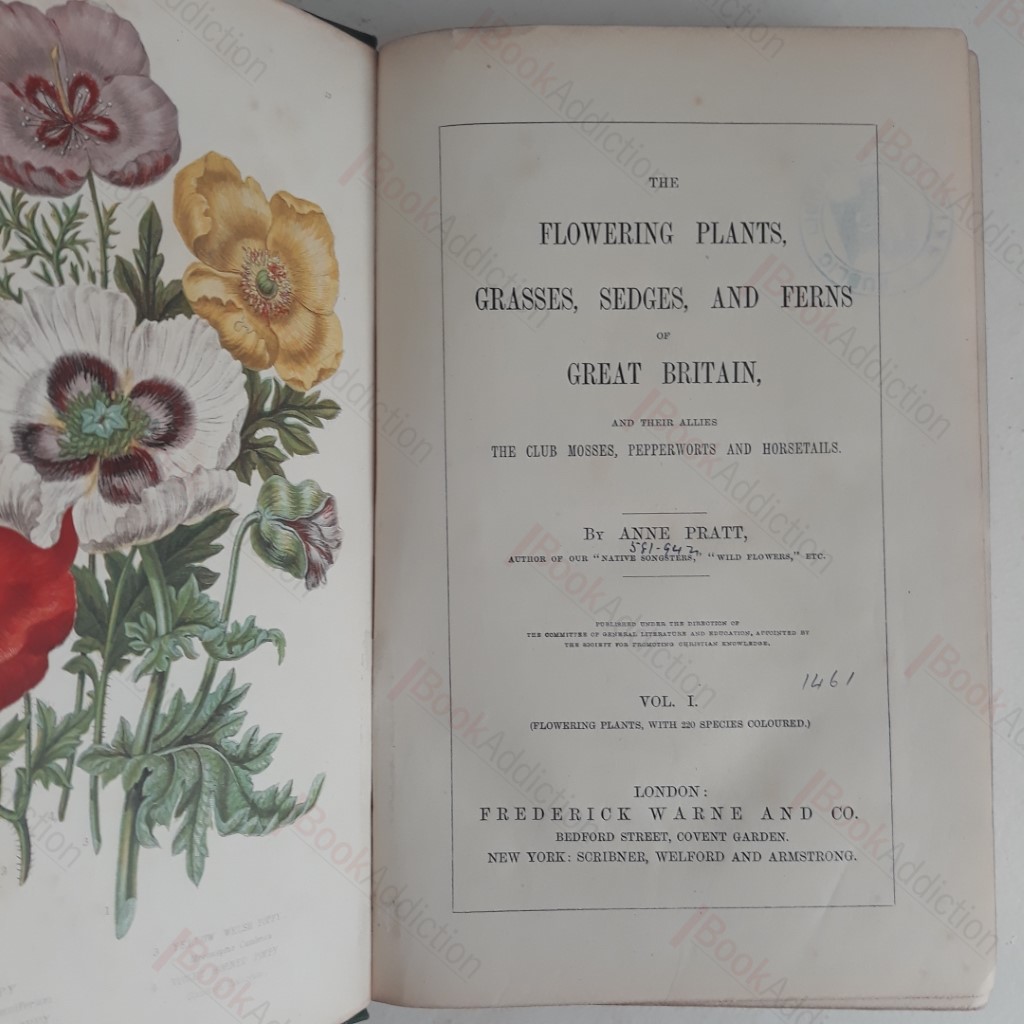 THE
FLOWERING PLANTS,
GRASSES, SEDGES, AND FERNS
OF
GREAT BRITAIN,
AND THEIR ALLIES
THE CLUB MOSSES, PEPPERWORTS AND HORSETAILS.
By ANNE PRATT,
581-942
AUTHOR OF OUR “NATIVE SONGSTERS,” “WILD FLOWERS,” ETC.
PUBLISHED UNDER THE DIRECTION OF
THE COMMITTEE OF GENERAL LITERATURE AND EDUCATION, APPOINTED BY
THE SOCIETY FOR PROMOTING CHRISTIAN KNOWLEDGE.
1461
VOL. I.
(FLOWERING PLANTS, WITH 220 SPECIES COLOURED.)
LONDON:
FREDERICK WARNE AND CO.
BEDFORD STREET, COVENT GARDEN.
NEW YORK: SCRIBNER, WELFORD AND ARMSTRONG.
BookAddiction